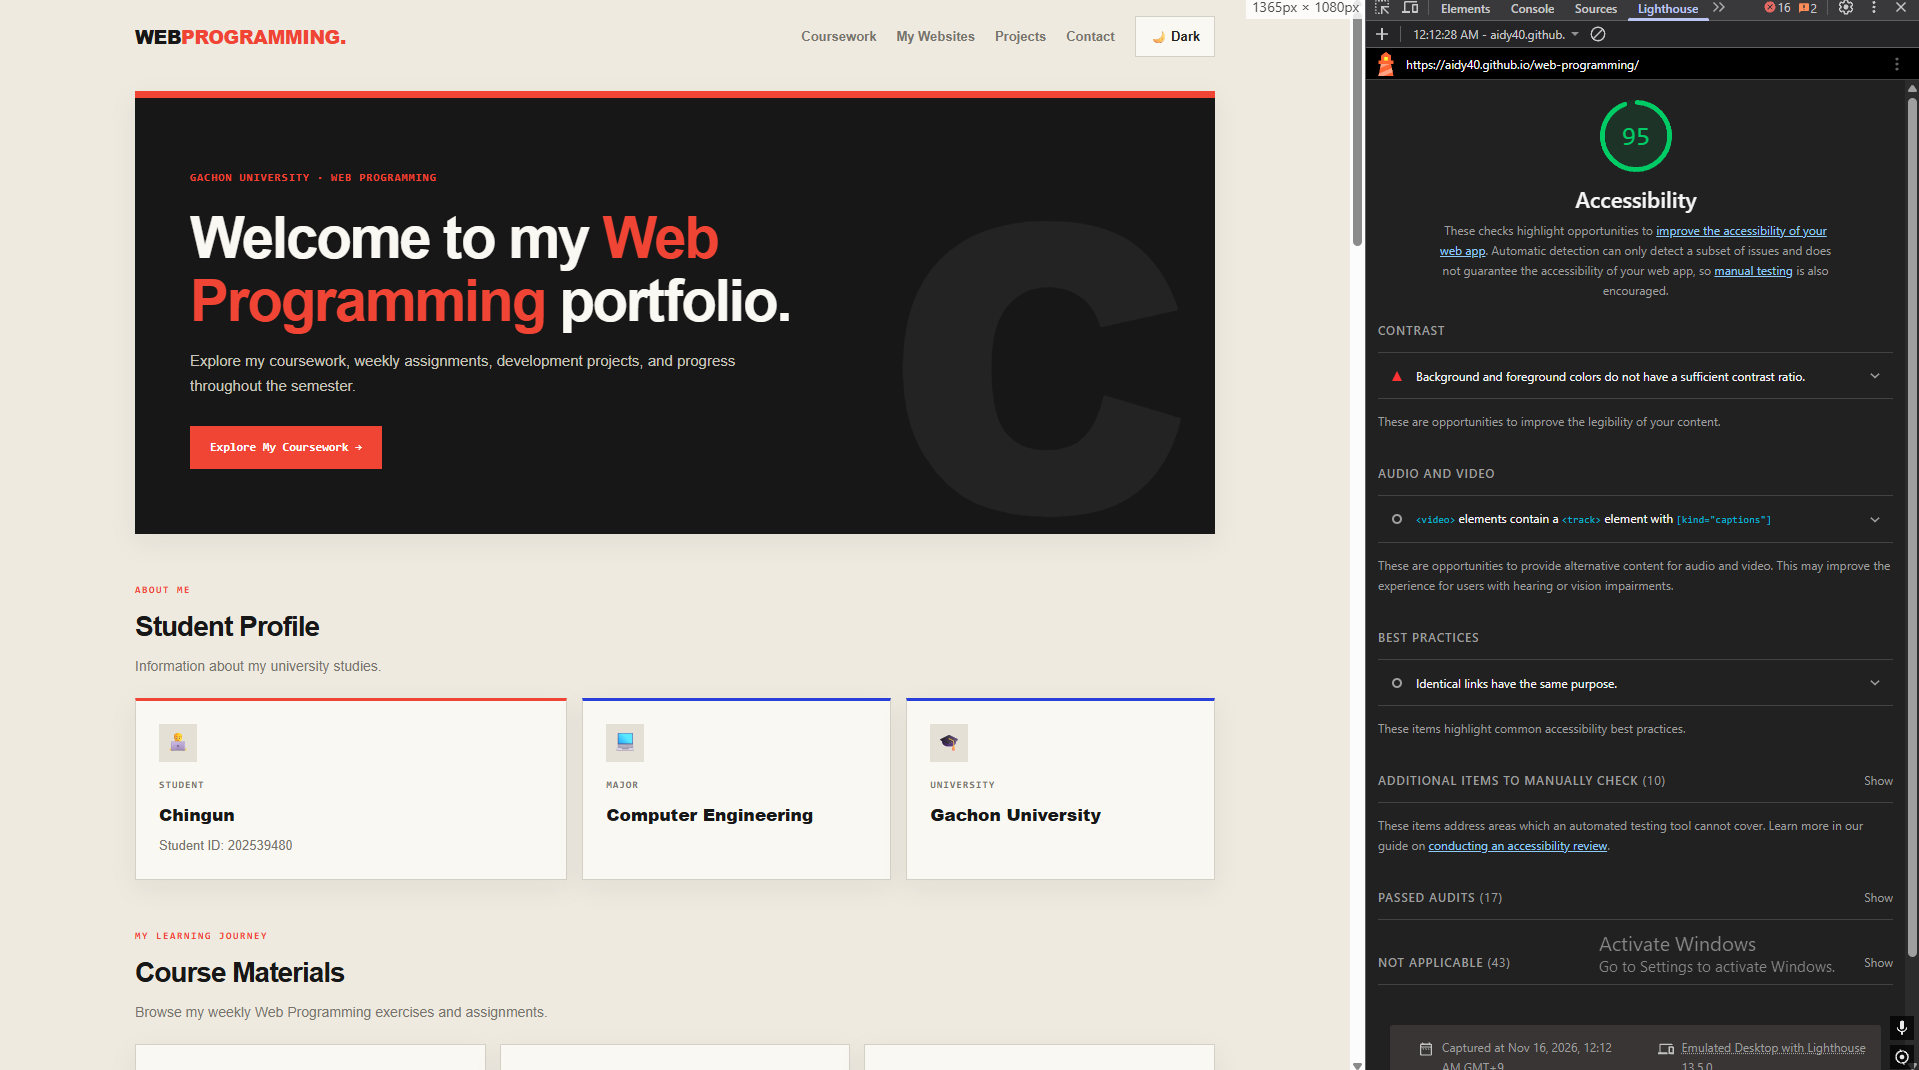 WEBPROGRAMMING.
Coursework My Websites Projects Contact 🌙 Dark
GACHON UNIVERSITY · WEB PROGRAMMING
Welcome to my Web
Programming portfolio.
Explore my coursework, weekly assignments, development projects, and progress
throughout the semester.
Explore My Coursework →
C
ABOUT ME
Student Profile
Information about my university studies.
STUDENT
Chingun
Student ID: 202539480
MAJOR
Computer Engineering
UNIVERSITY
Gachon University
MY LEARNING JOURNEY
Course Materials
Browse my weekly Web Programming exercises and assignments.
1365px × 1080px
Elements Console Sources Lighthouse 16 2
12:12:28 AM - aidy40.github.
https://aidy40.github.io/web-programming/
95
Accessibility
These checks highlight opportunities to improve the accessibility of your
web app. Automatic detection can only detect a subset of issues and does
not guarantee the accessibility of your web app, so manual testing is also
encouraged.
CONTRAST
Background and foreground colors do not have a sufficient contrast ratio.
These are opportunities to improve the legibility of your content.
AUDIO AND VIDEO
<video> elements contain a <track> element with [kind="captions"]
These are opportunities to provide alternative content for audio and video. This may improve the
experience for users with hearing or vision impairments.
BEST PRACTICES
Identical links have the same purpose.
These items highlight common accessibility best practices.
ADDITIONAL ITEMS TO MANUALLY CHECK (10) Show
These items address areas which an automated testing tool cannot cover. Learn more in our
guide on conducting an accessibility review.
PASSED AUDITS (17) Show
NOT APPLICABLE (43) Show
Activate Windows
Go to Settings to activate Windows.
Captured at Nov 16, 2026, 12:12
AM GMT+9
Emulated Desktop with Lighthouse
13.5.0